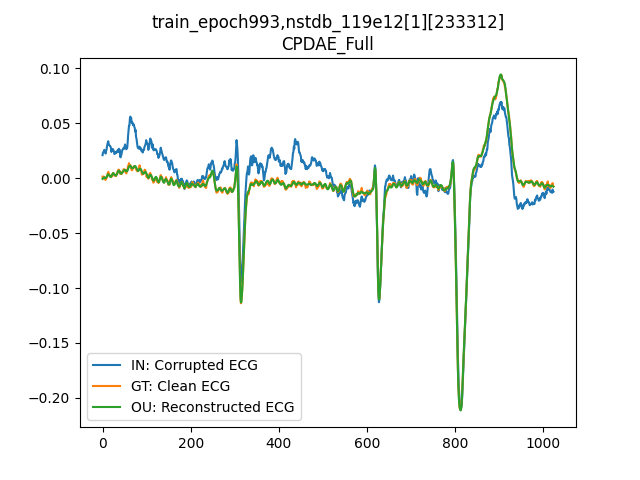 train_epoch993,nstdb_119e12[1][233312]
CPDAE_Full
0.10
0.05
0.00
−0.05
−0.10
−0.15
−0.20
IN: Corrupted ECG
GT: Clean ECG
OU: Reconstructed ECG
0 200 400 600 800 1000